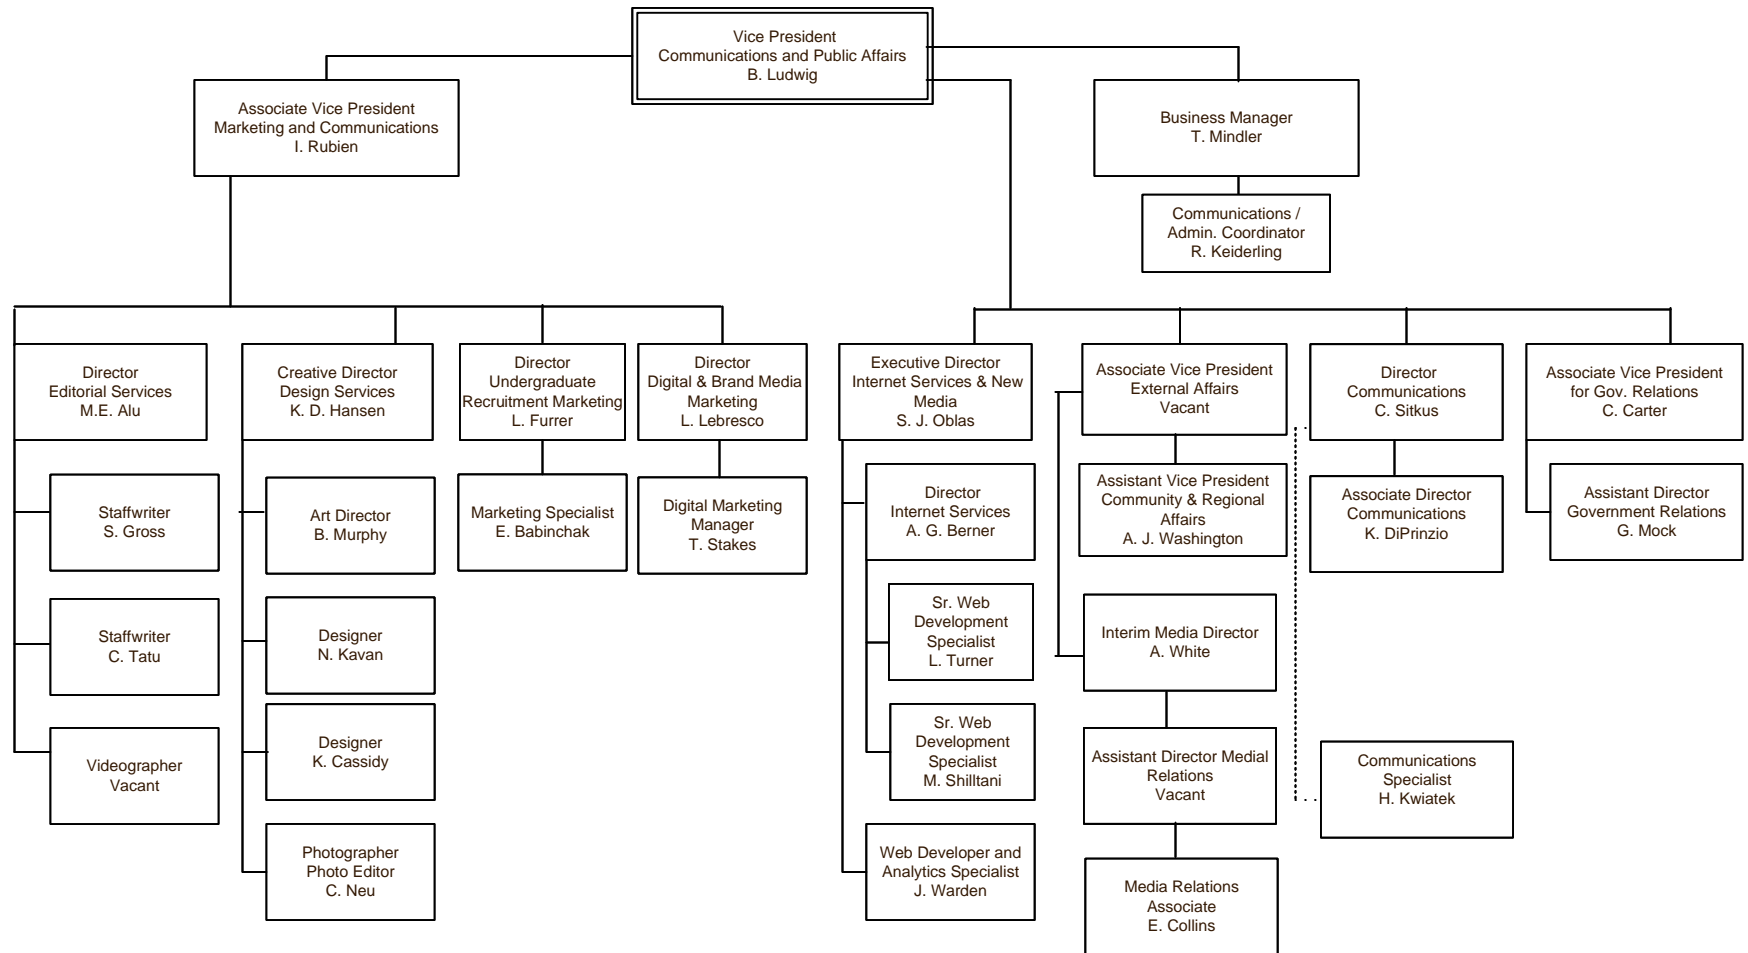 Vice President
Communications and Public Affairs
B. Ludwig
Associate Vice President
Marketing and Communications
I. Rubien
Business Manager
T. Mindler
Communications /
Admin. Coordinator
R. Keiderling
Director
Editorial Services
M.E. Alu
Creative Director
Design Services
K. D. Hansen
Director
Undergraduate
Recruitment Marketing
L. Furrer
Director
Digital & Brand Media
Marketing
L. Lebresco
Executive Director
Internet Services & New
Media
S. J. Oblas
Associate Vice President
External Affairs
Vacant
Director
Communications
C. Sitkus
Associate Vice President
for Gov. Relations
C. Carter
Staffwriter
S. Gross
Art Director
B. Murphy
Marketing Specialist
E. Babinchak
Digital Marketing
Manager
T. Stakes
Director
Internet Services
A. G. Berner
Assistant Vice President
Community & Regional
Affairs
A. J. Washington
Associate Director
Communications
K. DiPrinzio
Assistant Director
Government Relations
G. Mock
Staffwriter
C. Tatu
Designer
N. Kavan
Sr. Web
Development
Specialist
L. Turner
Interim Media Director
A. White
Videographer
Vacant
Designer
K. Cassidy
Sr. Web
Development
Specialist
M. Shilltani
Assistant Director Medial
Relations
Vacant
Communications
Specialist
H. Kwiatek
Photographer
Photo Editor
C. Neu
Web Developer and
Analytics Specialist
J. Warden
Media Relations
Associate
E. Collins